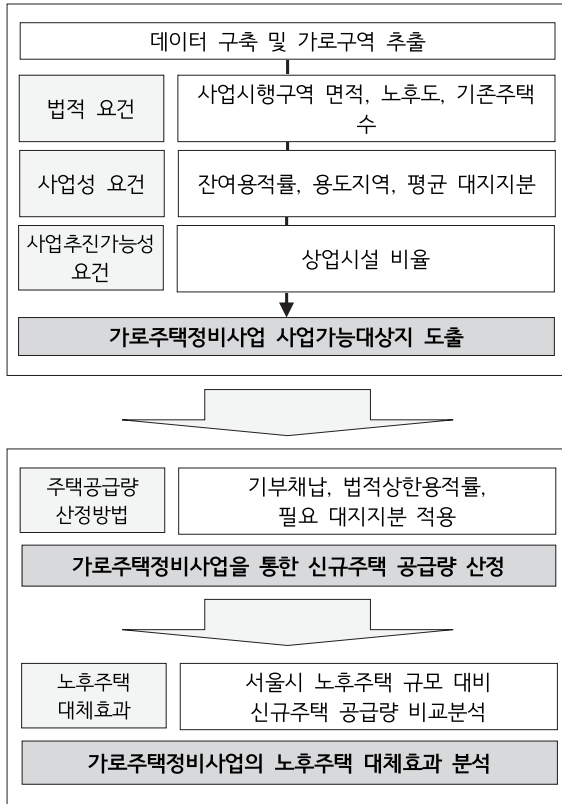 데이터 구축 및 가로구역 추출
법적 요건
사업시행구역 면적, 노후도, 기존주택
수
사업성 요건
잔여용적률, 용도지역, 평균 대지지분
사업추진가능성
요건
상업시설 비율
가로주택정비사업 사업가능대상지 도출
주택공급량
산정방법
기부채납, 법적상한용적률,
필요 대지지분 적용
가로주택정비사업을 통한 신규주택 공급량 산정
노후주택
대체효과
서울시 노후주택 규모 대비
신규주택 공급량 비교분석
가로주택정비사업의 노후주택 대체효과 분석